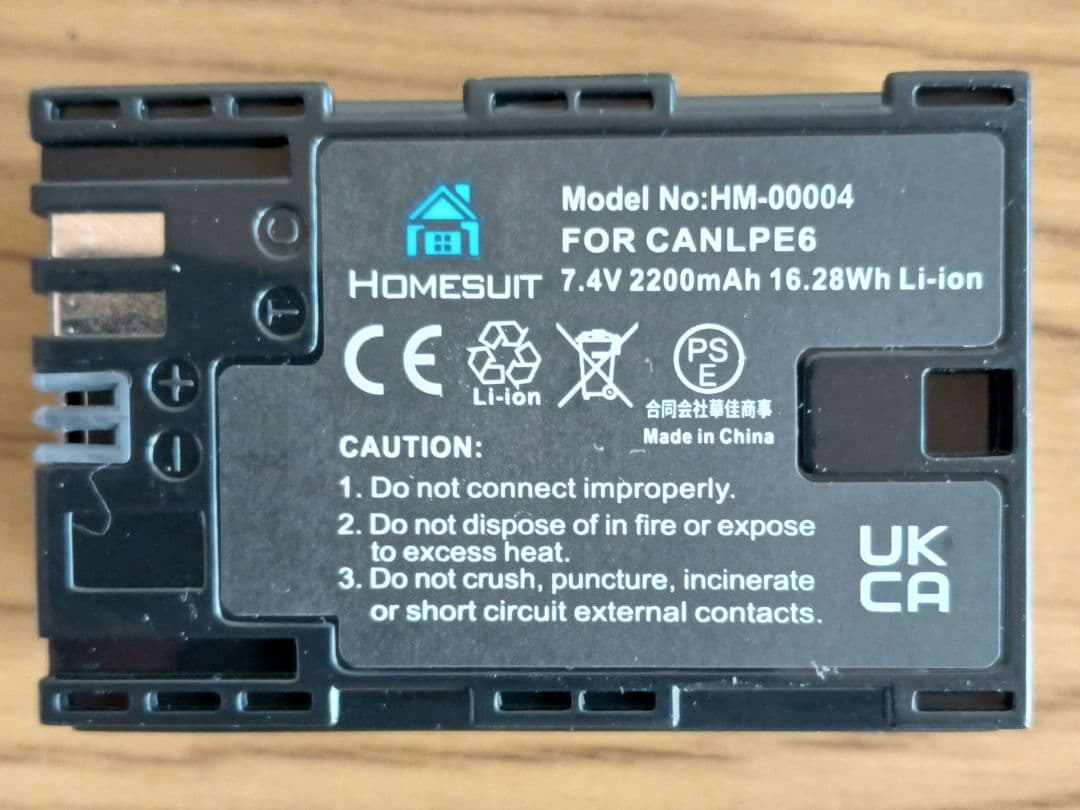 Model No:HM-00004
FOR CANLPE6
HOMESUIT
7.4V 2200mAh 16.28Wh Li-ion
C
T
+
−
CE
Li-ion
PS
E
合同会社華佳商事
Made in China
CAUTION:
1. Do not connect improperly.
2. Do not dispose of in fire or expose
to excess heat.
3. Do not crush, puncture, incinerate
or short circuit external contacts.
UK
CA